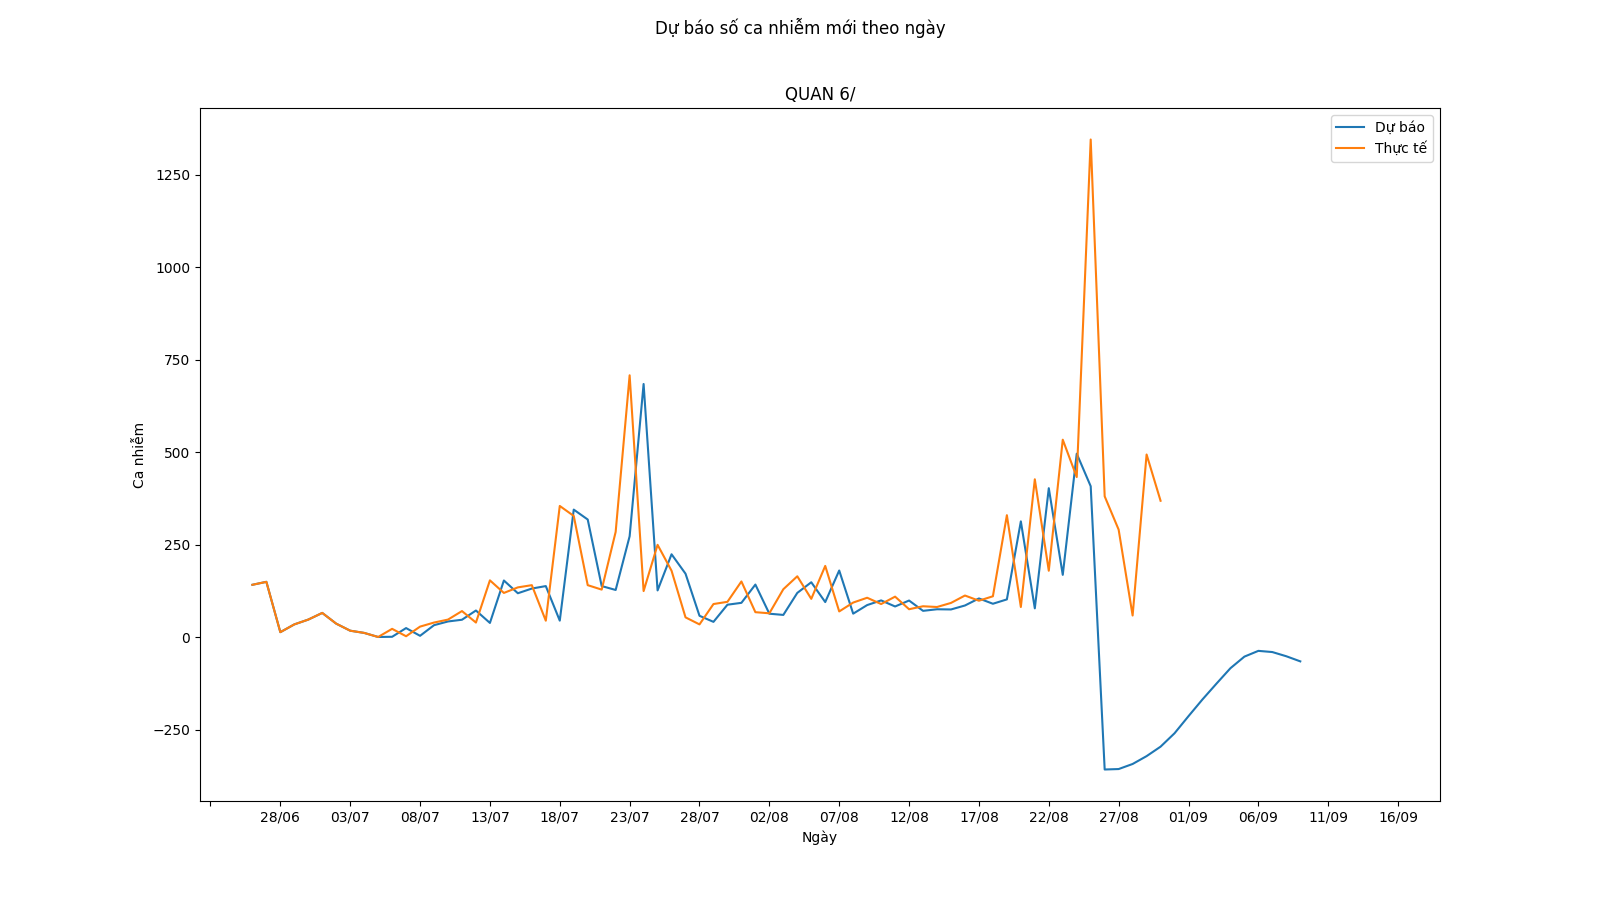 Dự báo số ca nhiễm mới theo ngày
QUAN 6/
Dự báo
Thực tế
1250
1000
750
500
250
0
−250
Ca nhiễm
28/06 03/07 08/07 13/07 18/07 23/07 28/07 02/08 07/08 12/08 17/08 22/08 27/08 01/09 06/09 11/09 16/09
Ngày